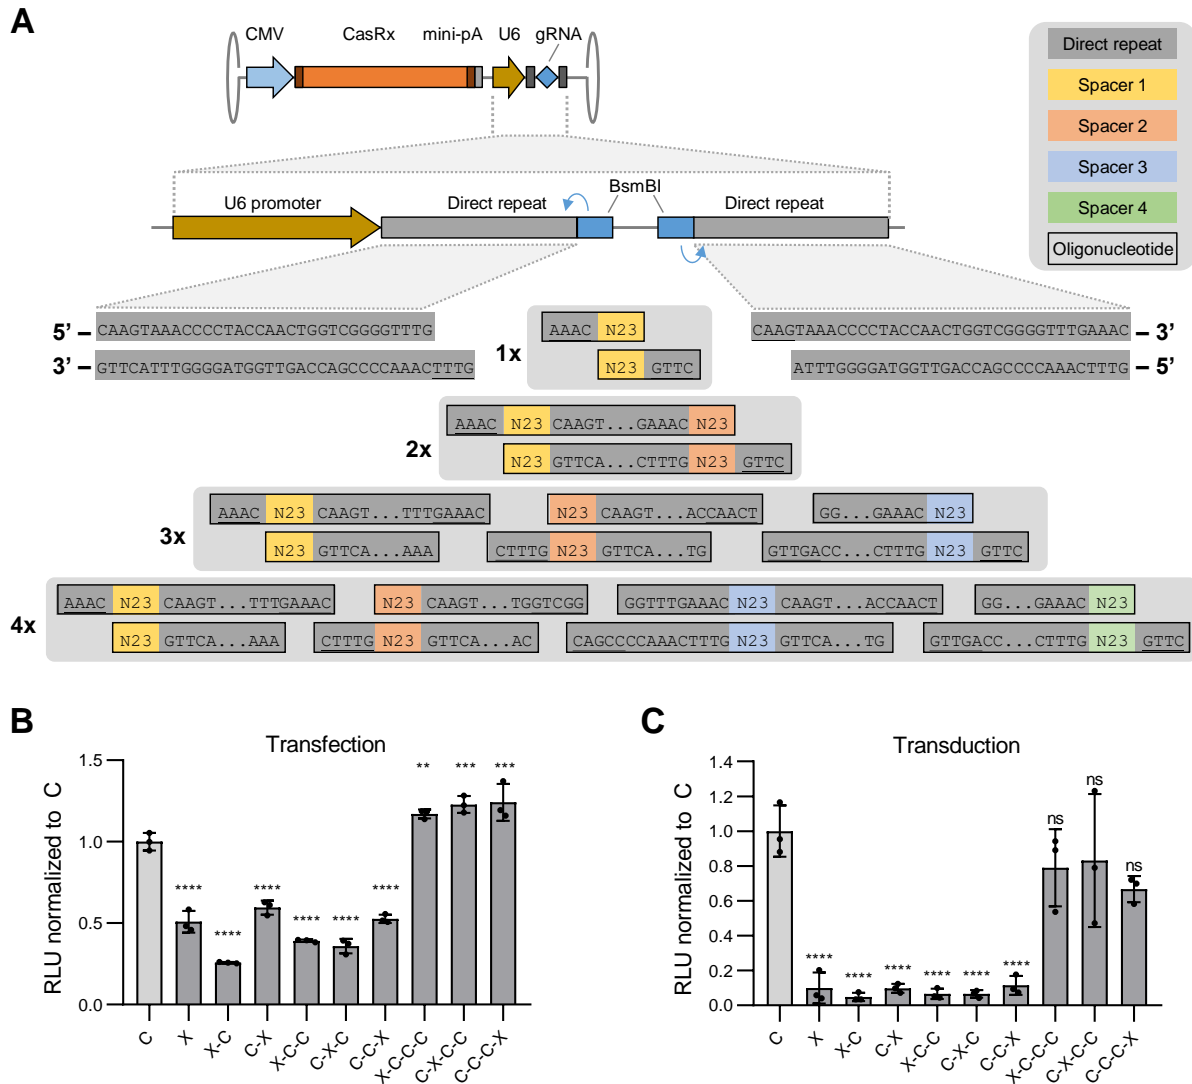 A
CMV CasRx mini-pA U6 gRNA
Direct repeat
Spacer 1
Spacer 2
Spacer 3
Spacer 4
Oligonucleotide
BsmBI
U6 promoter Direct repeat Direct repeat
5’ – CAAGTAAACCCCTACCAACTGGTCGGGGTTTG
3’ – GTTCATTTGGGGATGGTTGACCAGCCCCAAACTTTG
CAAGTAAACCCCTACCAACTGGTCGGGGTTTGAAAC – 3’
ATTTGGGGATGGTTGACCAGCCCCAAACTTTG – 5’
1x
AAAC N23
N23 GTTC
2x
AAAC N23 CAAGT...GAAAC N23
N23 GTTCA...CTTTG N23 GTTC
3x
AAAC N23 CAAGT...TTTGAAAC N23 CAAGT...ACCAACT GG...GAAAC N23
N23 GTTCA...AAA CTTTG N23 GTTCA...TG GTTGACC...CTTTG N23 GTTC
4x
AAAC N23 CAAGT...TTTGAAAC N23 CAAGT...TGGTCGG GGTTTGAAAC N23 CAAGT...ACCAACT GG...GAAAC N23
N23 GTTCA...AAA CTTTG N23 GTTCA...AC CAGCCCCAAACTTTG N23 GTTCA...TG GTTGACC...CTTTG N23 GTTC
B
Transfection
RLU normalized to C
1.5
1.0
0.5
0.0
**** **** **** **** **** **** ** *** ***
C X X-C C-X X-C-C C-X-C C-C-X X-C-C-C C-X-C-C C-C-C-X
C
Transduction
RLU normalized to C
1.4
1.2
1.0
0.8
0.6
0.4
0.2
0.0
**** **** **** **** **** **** ns ns ns
C X X-C C-X X-C-C C-X-C C-C-X X-C-C-C C-X-C-C C-C-C-X